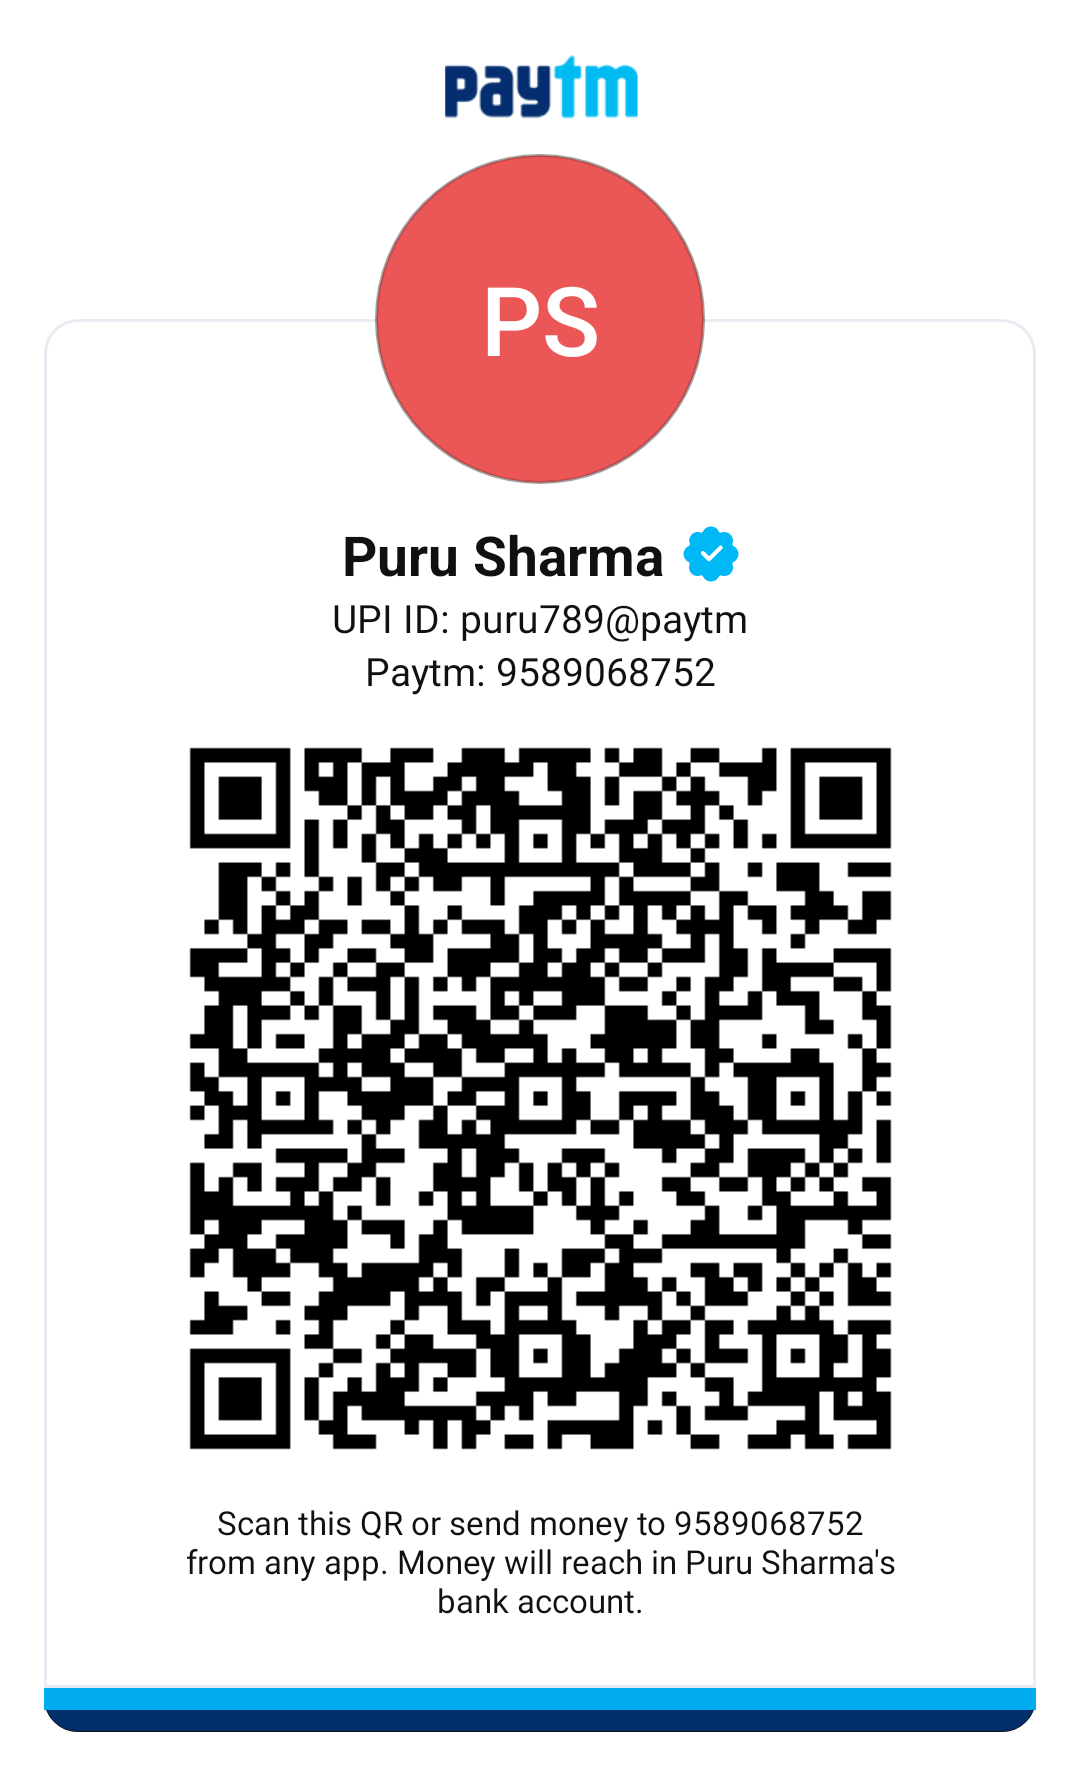 paytm
PS
Puru Sharma
UPI ID: puru789@paytm
Paytm: 9589068752
Scan this QR or send money to 9589068752
from any app. Money will reach in Puru Sharma's
bank account.